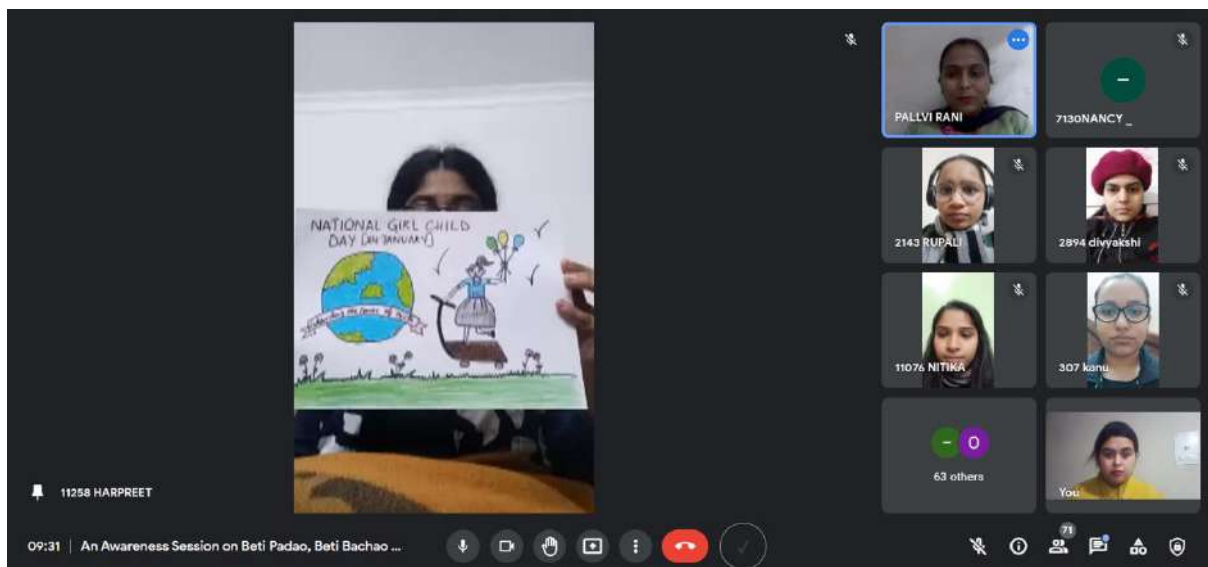 NATIONAL GIRL CHILD
DAY [24 JANUARY]
PALLVI RANI
7130NANCY _
2143 RUPALI
2894 divyakshi
11076 NITIKA
307 kanu
63 others
You
11258 HARPREET
09:31 | An Awareness Session on Beti Padao, Beti Bachao ...
71